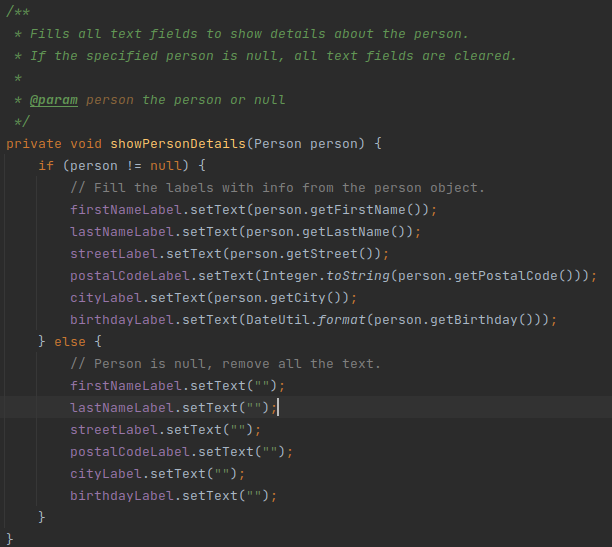 /**
 * Fills all text fields to show details about the person.
 * If the specified person is null, all text fields are cleared.
 *
 * @param person the person or null
 */
private void showPersonDetails(Person person) {
    if (person != null) {
        // Fill the labels with info from the person object.
        firstNameLabel.setText(person.getFirstName());
        lastNameLabel.setText(person.getLastName());
        streetLabel.setText(person.getStreet());
        postalCodeLabel.setText(Integer.toString(person.getPostalCode()));
        cityLabel.setText(person.getCity());
        birthdayLabel.setText(DateUtil.format(person.getBirthday()));
    } else {
        // Person is null, remove all the text.
        firstNameLabel.setText("");
        lastNameLabel.setText("");
        streetLabel.setText("");
        postalCodeLabel.setText("");
        cityLabel.setText("");
        birthdayLabel.setText("");
    }
}